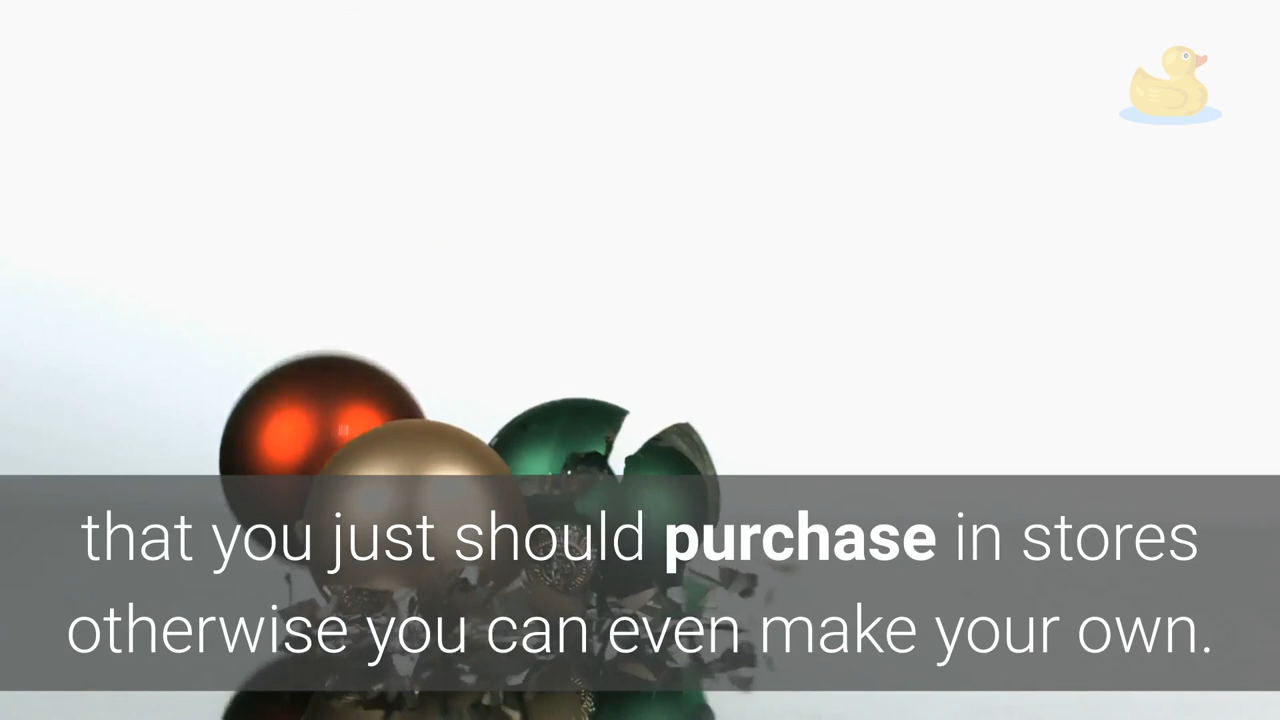 that you just should purchase in stores
otherwise you can even make your own.